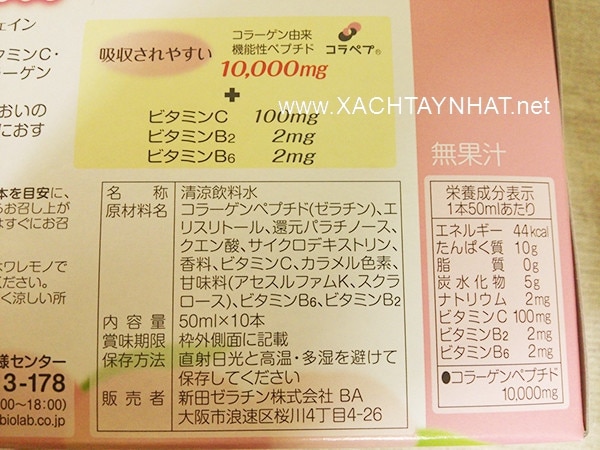 ェイン
タミンC・
ラーゲン
おいの
におす
本を目安に、
らお召し上が
はすぐにお召
はワレモノで
ください。
く涼しい所
様センター
3-178
:00〜18:00)
biolab.co.jp
吸収されやすい
コラーゲン由来
機能性ペプチド コラペプ®
10,000mg
+
ビタミンC 100mg
ビタミンB2 2mg
ビタミンB6 2mg
www.XACHTAYNHAT.net
無果汁
名 称 清涼飲料水
原材料名 コラーゲンペプチド(ゼラチン)、エ
リスリトール、還元パラチノース、
クエン酸、サイクロデキストリン、
香料、ビタミンC、カラメル色素、
甘味料(アセスルファムK、スクラ
ロース)、ビタミンB6、ビタミンB2
内 容 量 50ml×10本
賞味期限 枠外側面に記載
保存方法 直射日光と高温・多湿を避けて
保存してください
販 売 者 新田ゼラチン株式会社 BA
大阪市浪速区桜川4丁目4-26
栄養成分表示
1本50mlあたり
エネルギー 44kcal
たんぱく質 10g
脂 質 0g
炭水化物 5g
ナトリウム 2mg
ビタミンC 100mg
ビタミンB2 2mg
ビタミンB6 2mg
●コラーゲンペプチド
10,000mg